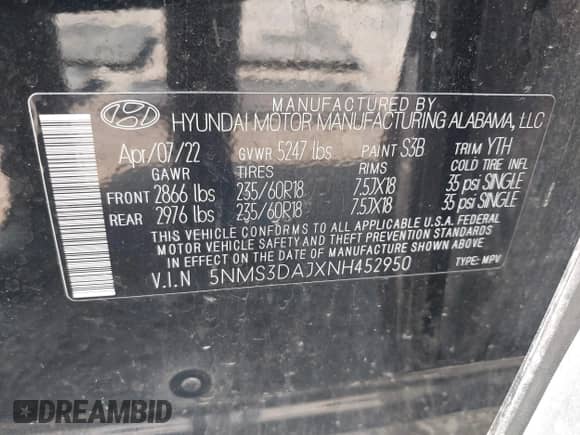 MANUFACTURED BY
HYUNDAI MOTOR MANUFACTURING ALABAMA, LLC
Apr/07/22 GVWR 5247 lbs PAINT S3B TRIM YTH
GAWR TIRES RIMS COLD TIRE INFL
FRONT 2866 lbs 235/60R18 7.5JX18 35 psi SINGLE
REAR 2976 lbs 235/60R18 7.5JX18 35 psi SINGLE
THIS VEHICLE CONFORMS TO ALL APPLICABLE U.S.A. FEDERAL
MOTOR VEHICLE SAFETY AND THEFT PREVENTION STANDARDS
IN EFFECT ON THE DATE OF MANUFACTURE SHOWN ABOVE
V.I.N 5NMS3DAJXNH452950 TYPE: MPV
DREAMBID